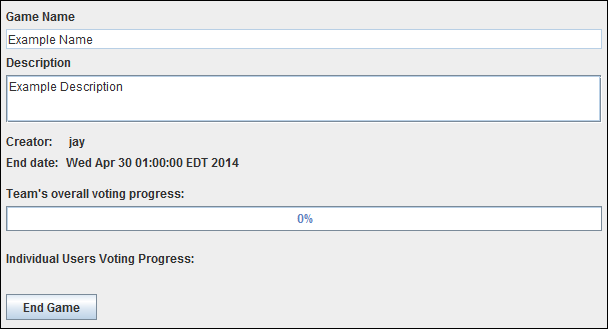 Game Name
Example Name
Description
Example Description
Creator: jay
End date: Wed Apr 30 01:00:00 EDT 2014
Team's overall voting progress:
0%
Individual Users Voting Progress:
End Game